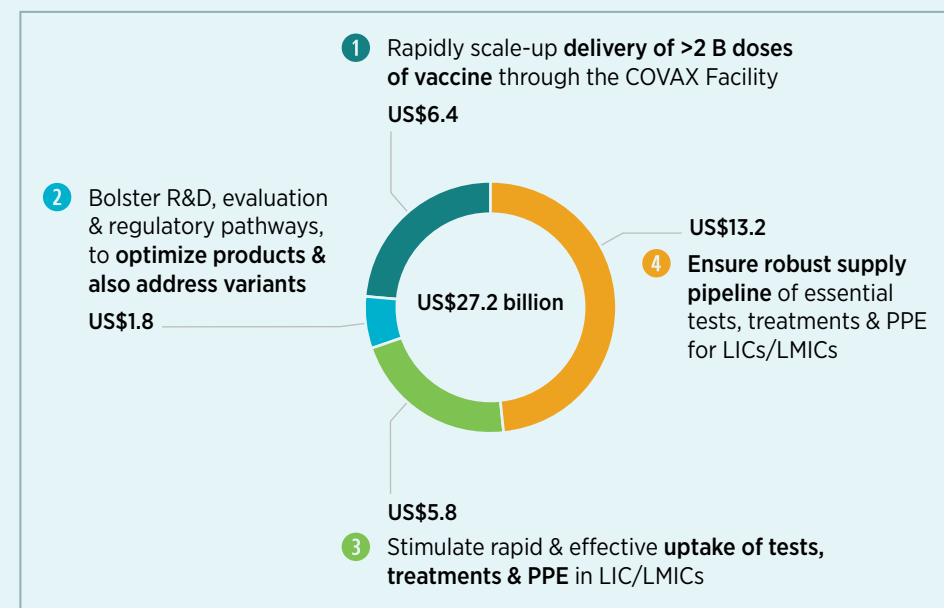 1 Rapidly scale-up delivery of >2 B doses
of vaccine through the COVAX Facility
US$6.4
2 Bolster R&D, evaluation
& regulatory pathways,
to optimize products &
also address variants
US$1.8
US$27.2 billion
US$13.2
4 Ensure robust supply
pipeline of essential
tests, treatments & PPE
for LICs/LMICs
US$5.8
3 Stimulate rapid & effective uptake of tests,
treatments & PPE in LIC/LMICs